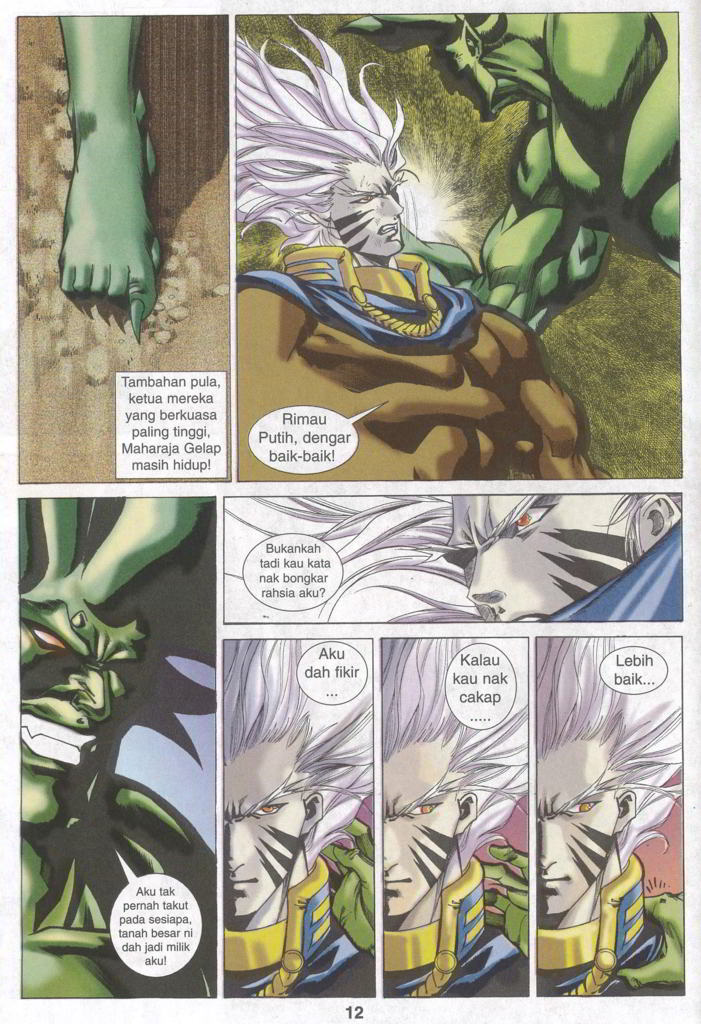 Tambahan pula,
ketua mereka
yang berkuasa
paling tinggi,
Maharaja Gelap
masih hidup!
Rimau
Putih, dengar
baik-baik!
Aku tak
pernah takut
pada sesiapa,
tanah besar ni
dah jadi milik
aku!
Bukankah
tadi kau kata
nak bongkar
rahsia aku?
Aku
dah fikir
...
Kalau
kau nak
cakap
.....
Lebih
baik...
12